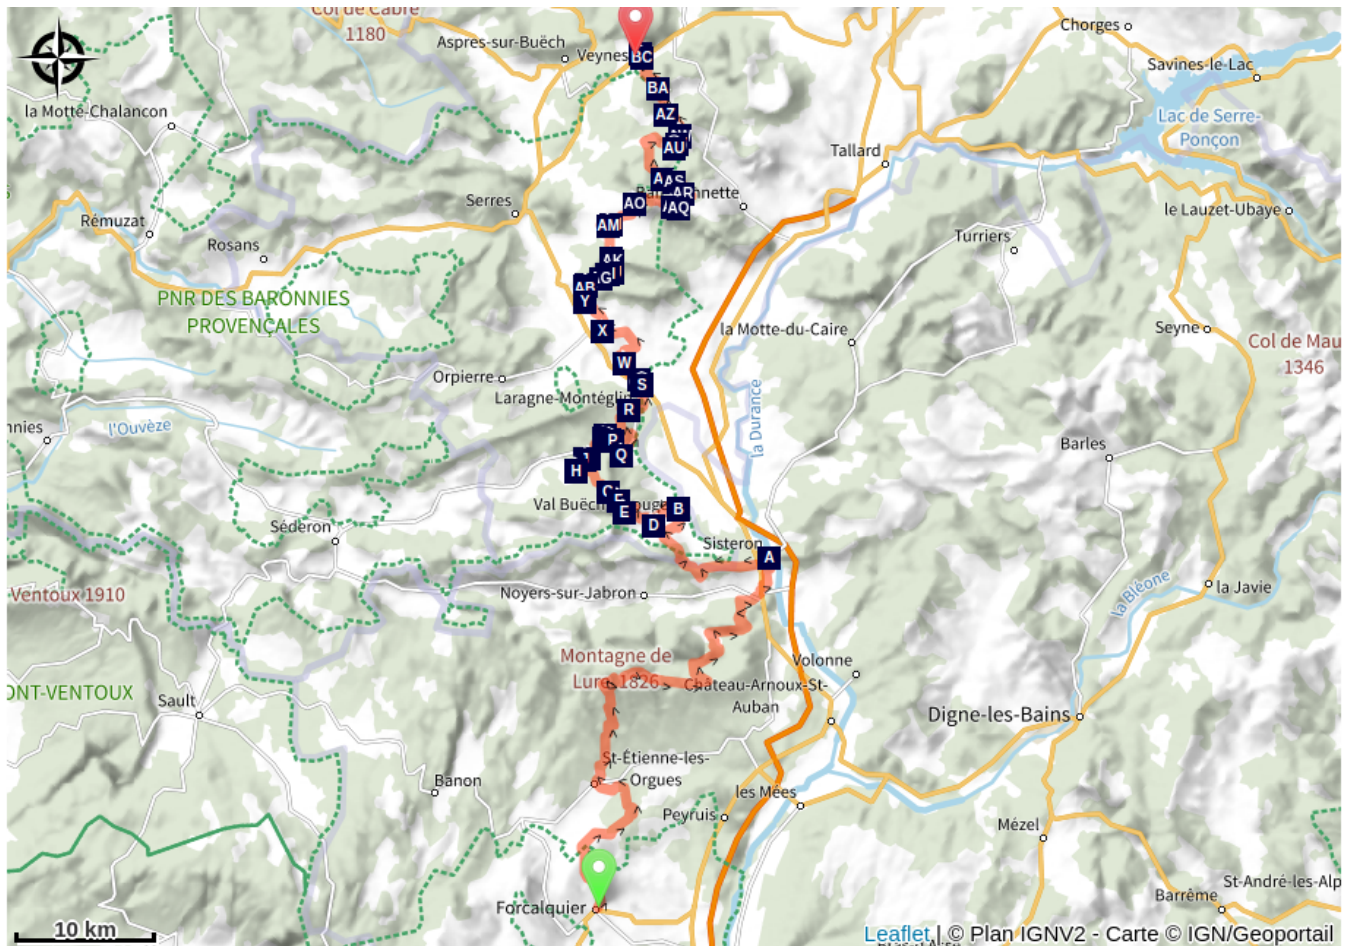 Col de Cabre
1180
Chorges
Aspres-sur-Buëch
Veynes
BC
Savines-le-Lac
BA
la Motte-Chalancon
AZ
Lac de Serre-
Ponçon
AU
Tallard
AS
AR
AO
AQ
Serres
le Lauzet-Ubaye
Rémuzat
AM
Turriers
Rosans
AK
AB
PNR DES BARONNIES
PROVENÇALES
Y
X
la Motte-du-Caire
Seyne
Col de Mau
1346
W
Orpierre
S
Laragne-Montéglin
R
l'Ouvèze
nnies
la Durance
P
Barles
Q
H
Val Buëch
B
E
D
Séderon
Sisteron
A
la Bléone
la Javie
Ventoux 1910
Noyers-sur-Jabron
Montagne de
Lure 1826
Volonne
Château-Arnoux-St-
Auban
ONT-VENTOUX
Sault
Digne-les-Bains
St-Étienne-les-
Orgues
Banon
les Mées
Peyruis
Mézel
St-André-les-Alp
Barrême
Forcalquier
10 km
Leaflet | © Plan IGNV2 - Carte © IGN/Geoportail